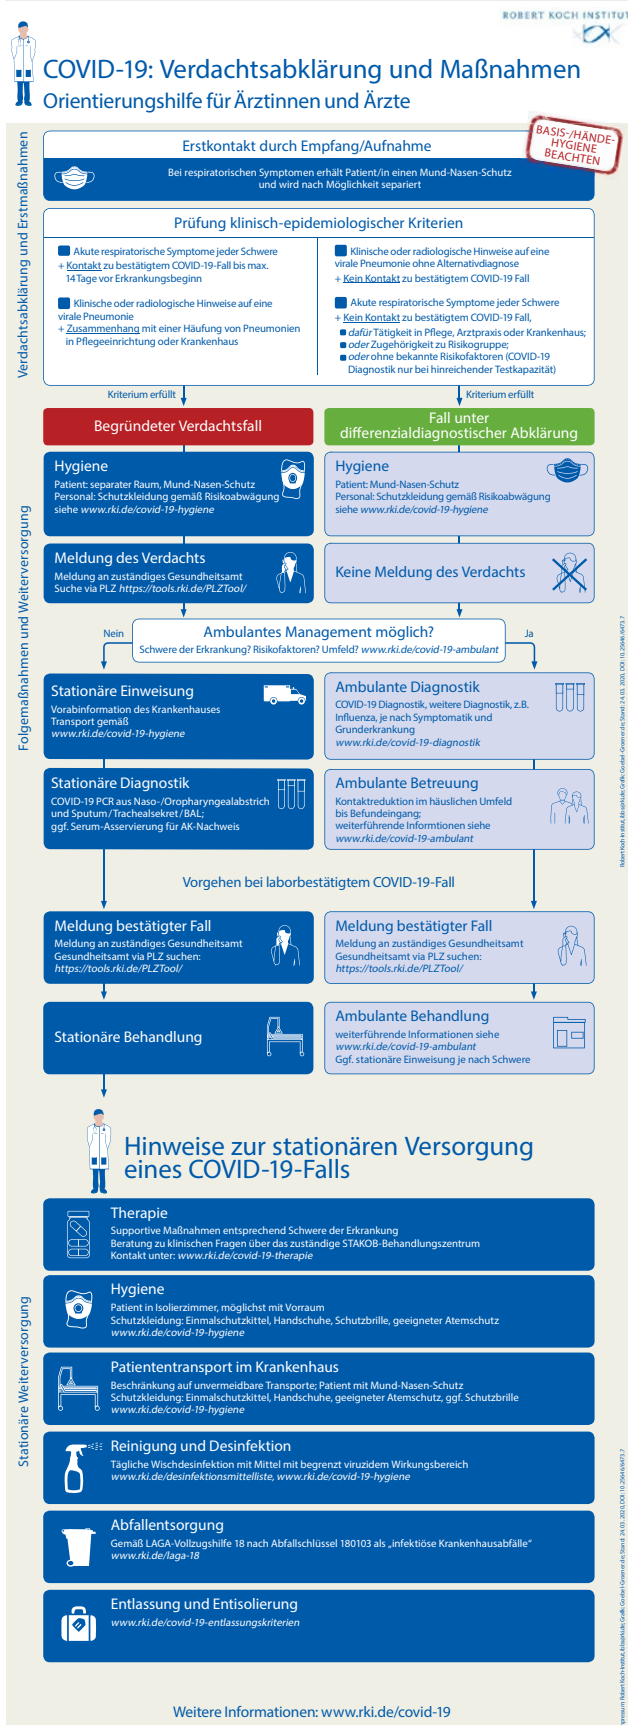 ROBERT KOCH INSTITUT
COVID-19: Verdachtsabklärung und Maßnahmen
Orientierungshilfe für Ärztinnen und Ärzte
BASIS-/HÄNDE-
HYGIENE
BEACHTEN
Verdachtsabklärung und Erstmaßnahmen
Erstkontakt durch Empfang/Aufnahme
Bei respiratorischen Symptomen erhält Patient/in einen Mund-Nasen-Schutz
und wird nach Möglichkeit separiert
Prüfung klinisch-epidemiologischer Kriterien
Akute respiratorische Symptome jeder Schwere
+ Kontakt zu bestätigtem COVID-19-Fall bis max.
14 Tage vor Erkrankungsbeginn
Klinische oder radiologische Hinweise auf eine
virale Pneumonie
+ Zusammenhang mit einer Häufung von Pneumonien
in Pflegeeinrichtung oder Krankenhaus
Klinische oder radiologische Hinweise auf eine
virale Pneumonie ohne Alternativdiagnose
+ Kein Kontakt zu bestätigtem COVID-19 Fall
Akute respiratorische Symptome jeder Schwere
+ Kein Kontakt zu bestätigtem COVID-19 Fall,
dafür Tätigkeit in Pflege, Arztpraxis oder Krankenhaus;
oder Zugehörigkeit zu Risikogruppe;
oder ohne bekannte Risikofaktoren (COVID-19
Diagnostik nur bei hinreichender Testkapazität)
Kriterium erfüllt
Kriterium erfüllt
Folgemaßnahmen und Weiterversorgung
Begründeter Verdachtsfall
Fall unter
differenzialdiagnostischer Abklärung
Hygiene
Patient: separater Raum, Mund-Nasen-Schutz
Personal: Schutzkleidung gemäß Risikoabwägung
siehe www.rki.de/covid-19-hygiene
Hygiene
Patient: Mund-Nasen-Schutz
Personal: Schutzkleidung gemäß Risikoabwägung
siehe www.rki.de/covid-19-hygiene
Meldung des Verdachts
Meldung an zuständiges Gesundheitsamt
Suche via PLZ https://tools.rki.de/PLZTool/
Keine Meldung des Verdachts
Nein
Ambulantes Management möglich?
Schwere der Erkrankung? Risikofaktoren? Umfeld? www.rki.de/covid-19-ambulant
Ja
Stationäre Einweisung
Vorabinformation des Krankenhauses
Transport gemäß
www.rki.de/covid-19-hygiene
Ambulante Diagnostik
COVID-19 Diagnostik, weitere Diagnostik, z.B.
Influenza, je nach Symptomatik und
Grunderkrankung
www.rki.de/covid-19-diagnostik
Stationäre Diagnostik
COVID-19 PCR aus Naso-/Oropharyngealabstrich
und Sputum/Trachealsekret/BAL;
ggf. Serum-Asservierung für AK-Nachweis
Ambulante Betreuung
Kontaktreduktion im häuslichen Umfeld
bis Befundeingang;
weiterführende Informtionen siehe
www.rki.de/covid-19-ambulant
Vorgehen bei laborbestätigtem COVID-19-Fall
Meldung bestätigter Fall
Meldung an zuständiges Gesundheitsamt
Gesundheitsamt via PLZ suchen:
https://tools.rki.de/PLZTool/
Meldung bestätigter Fall
Meldung an zuständiges Gesundheitsamt
Gesundheitsamt via PLZ suchen:
https://tools.rki.de/PLZTool/
Stationäre Behandlung
Ambulante Behandlung
weiterführende Informationen siehe
www.rki.de/covid-19-ambulant
Ggf. stationäre Einweisung je nach Schwere
Hinweise zur stationären Versorgung
eines COVID-19-Falls
Stationäre Weiterversorgung
Therapie
Supportive Maßnahmen entsprechend Schwere der Erkrankung
Beratung zu klinischen Fragen über das zuständige STAKOB-Behandlungszentrum
Kontakt unter: www.rki.de/covid-19-therapie
Hygiene
Patient in Isolierzimmer, möglichst mit Vorraum
Schutzkleidung: Einmalschutzkittel, Handschuhe, Schutzbrille, geeigneter Atemschutz
www.rki.de/covid-19-hygiene
Patiententransport im Krankenhaus
Beschränkung auf unvermeidbare Transporte; Patient mit Mund-Nasen-Schutz
Schutzkleidung: Einmalschutzkittel, Handschuhe, geeigneter Atemschutz, ggf. Schutzbrille
www.rki.de/covid-19-hygiene
Reinigung und Desinfektion
Tägliche Wischdesinfektion mit Mittel mit begrenzt viruzidem Wirkungsbereich
www.rki.de/desinfektionsmittelliste, www.rki.de/covid-19-hygiene
Abfallentsorgung
Gemäß LAGA-Vollzugshilfe 18 nach Abfallschlüssel 180103 als „infektiöse Krankenhausabfälle“
www.rki.de/laga-18
Entlassung und Entisolierung
www.rki.de/covid-19-entlassungskriterien
Weitere Informationen: www.rki.de/covid-19